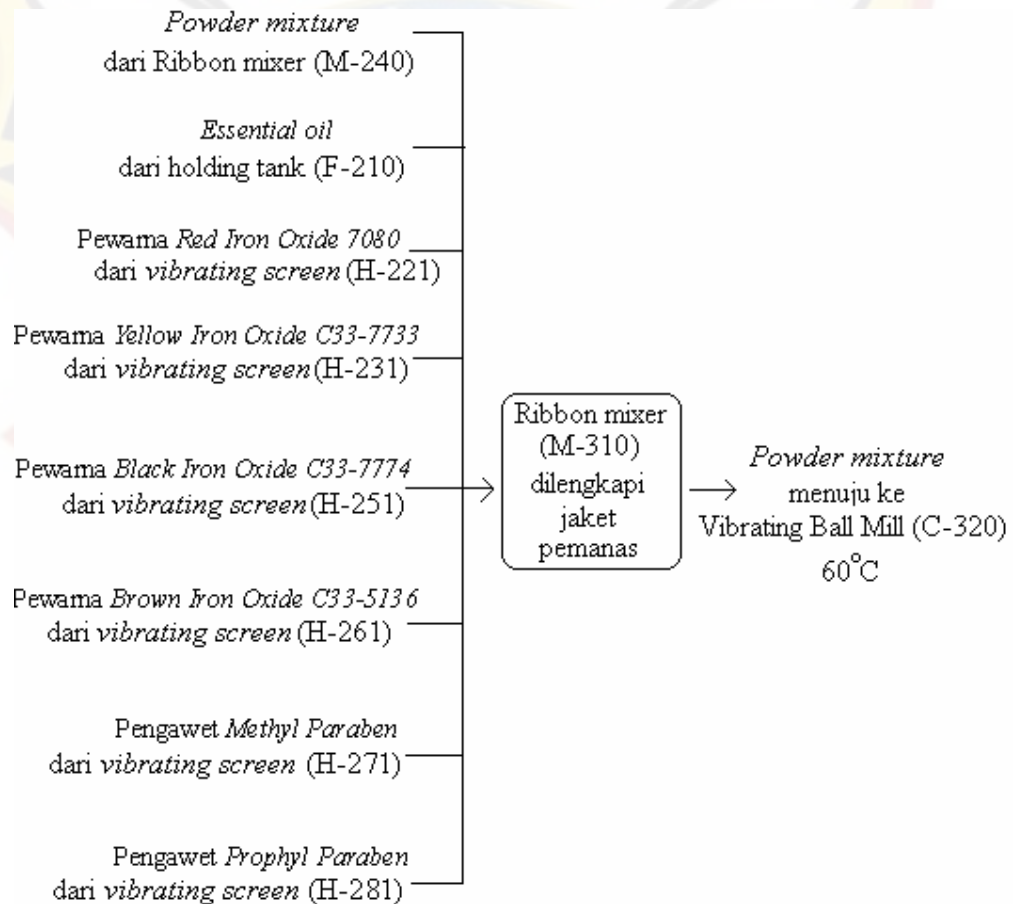 Powder mixture
dari Ribbon mixer (M-240)
Essential oil
dari holding tank (F-210)
Pewarna Red Iron Oxide 7080
dari vibrating screen (H-221)
Pewarna Yellow Iron Oxide C33-7733
dari vibrating screen (H-231)
Pewarna Black Iron Oxide C33-7774
dari vibrating screen (H-251)
Pewarna Brown Iron Oxide C33-5136
dari vibrating screen (H-261)
Pengawet Methyl Paraben
dari vibrating screen (H-271)
Pengawet Prophyl Paraben
dari vibrating screen (H-281)
Ribbon mixer
(M-310)
dilengkapi
jaket
pemanas
Powder mixture
menuju ke
Vibrating Ball Mill (C-320)
60°C